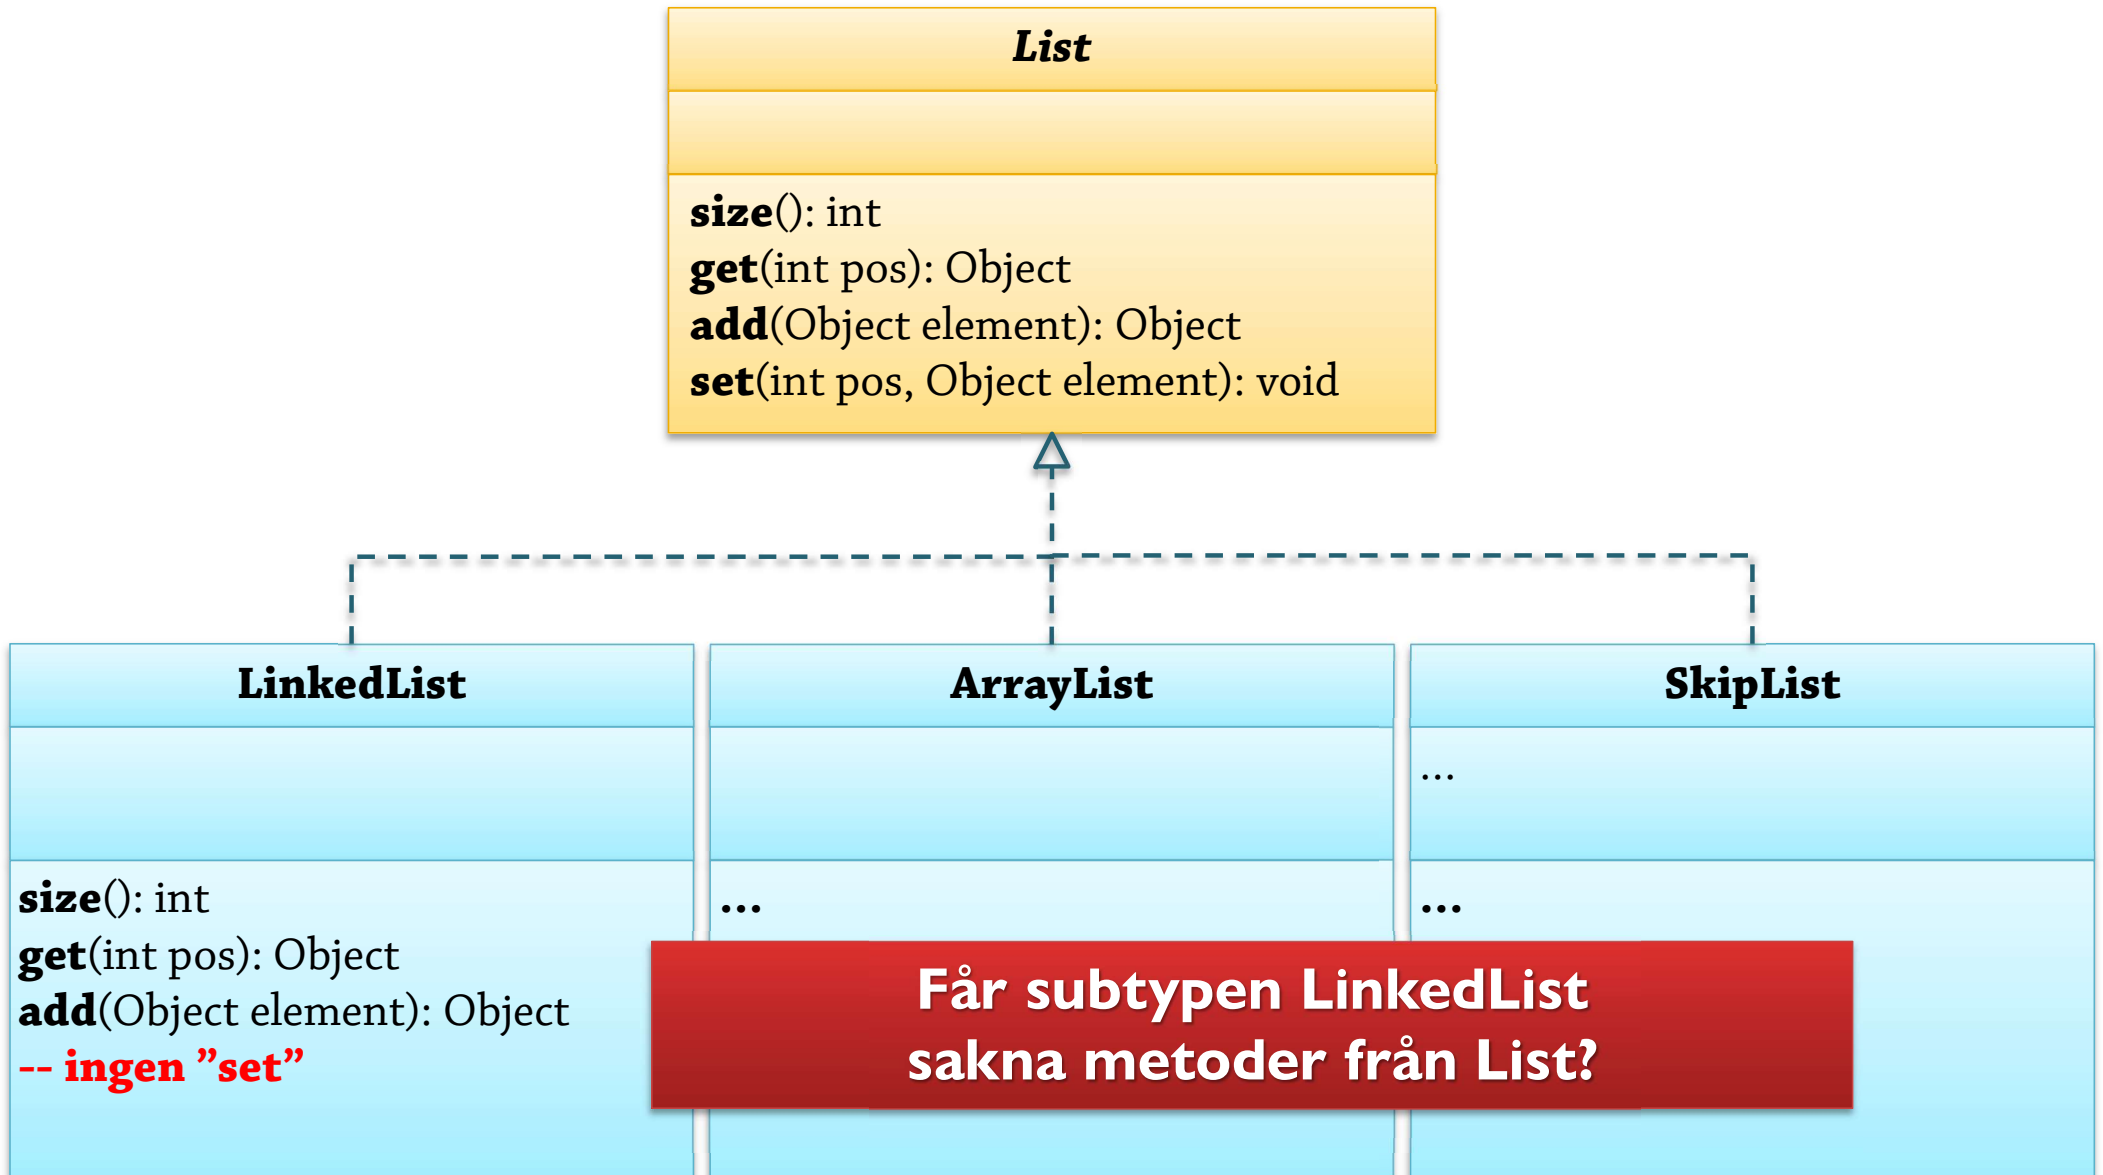 List
size(): int
get(int pos): Object
add(Object element): Object
set(int pos, Object element): void
LinkedList
size(): int
get(int pos): Object
add(Object element): Object
-- ingen ”set”
ArrayList
...
SkipList
...
...
Får subtypen LinkedList
sakna metoder från List?